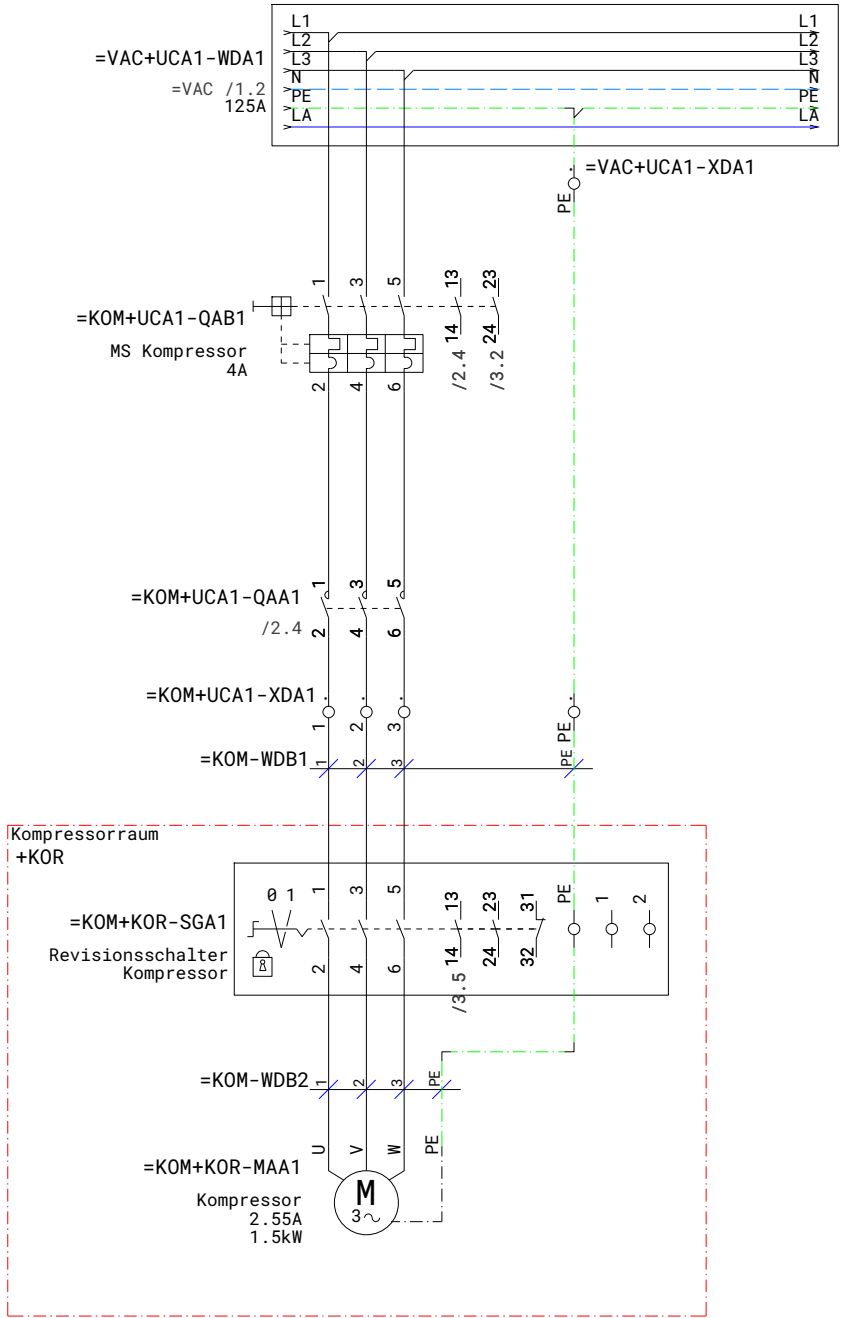 L1 L1
L2 L2
=VAC+UCA1-WDA1 L3 L3
=VAC /1.2 N N
125A PE PE
LA LA
. =VAC+UCA1-XDA1
PE
1 3 5 13 23
=KOM+UCA1-QAB1
14 24
MS Kompressor
4A
/2.4 /3.2
2 4 6
1 3 5
=KOM+UCA1-QAA1
/2.4 2 4 6
=KOM+UCA1-XDA1 . . . .
1 2 3 PE
=KOM-WDB1 1 2 3 PE
Kompressorraum
+KOR
0 1 1 3 5 13 23 31 PE 1 2
=KOM+KOR-SGA1
Revisionsschalter
Kompressor
2 4 6 14 24 32
/3.5
=KOM-WDB2 1 2 3 PE
U V W PE
=KOM+KOR-MAA1
Kompressor M
2.55A 3
1.5kW